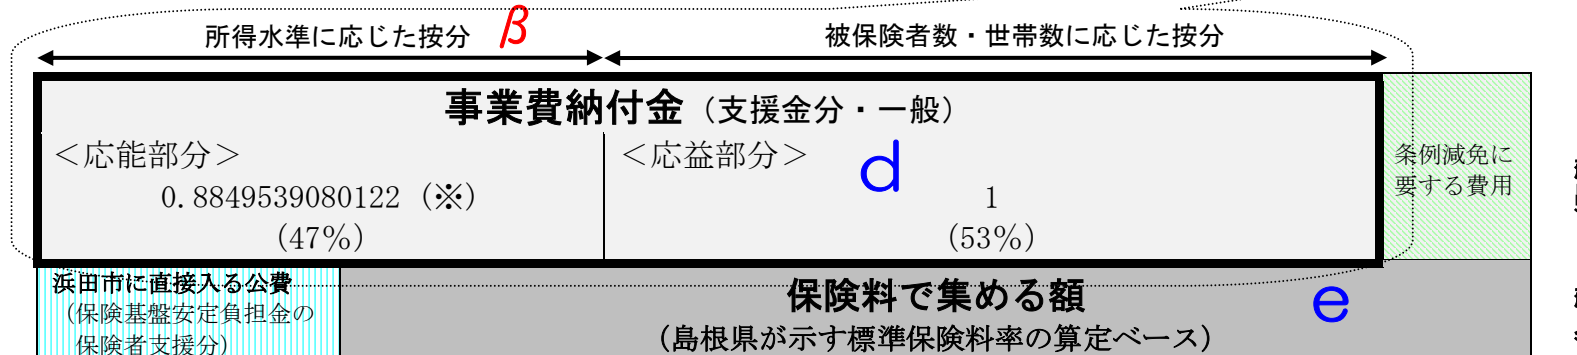 所得水準に応じた按分 β
被保険者数・世帯数に応じた按分
事業費納付金（支援金分・一般）
＜応能部分＞
0.8849539080122（※）
（47％）
＜応益部分＞
d
1
（53％）
条例減免に
要する費用
浜田市に直接入る公費
（保険基盤安定負担金の
保険者支援分）
保険料で集める額
e
（島根県が示す標準保険料率の算定ベース）